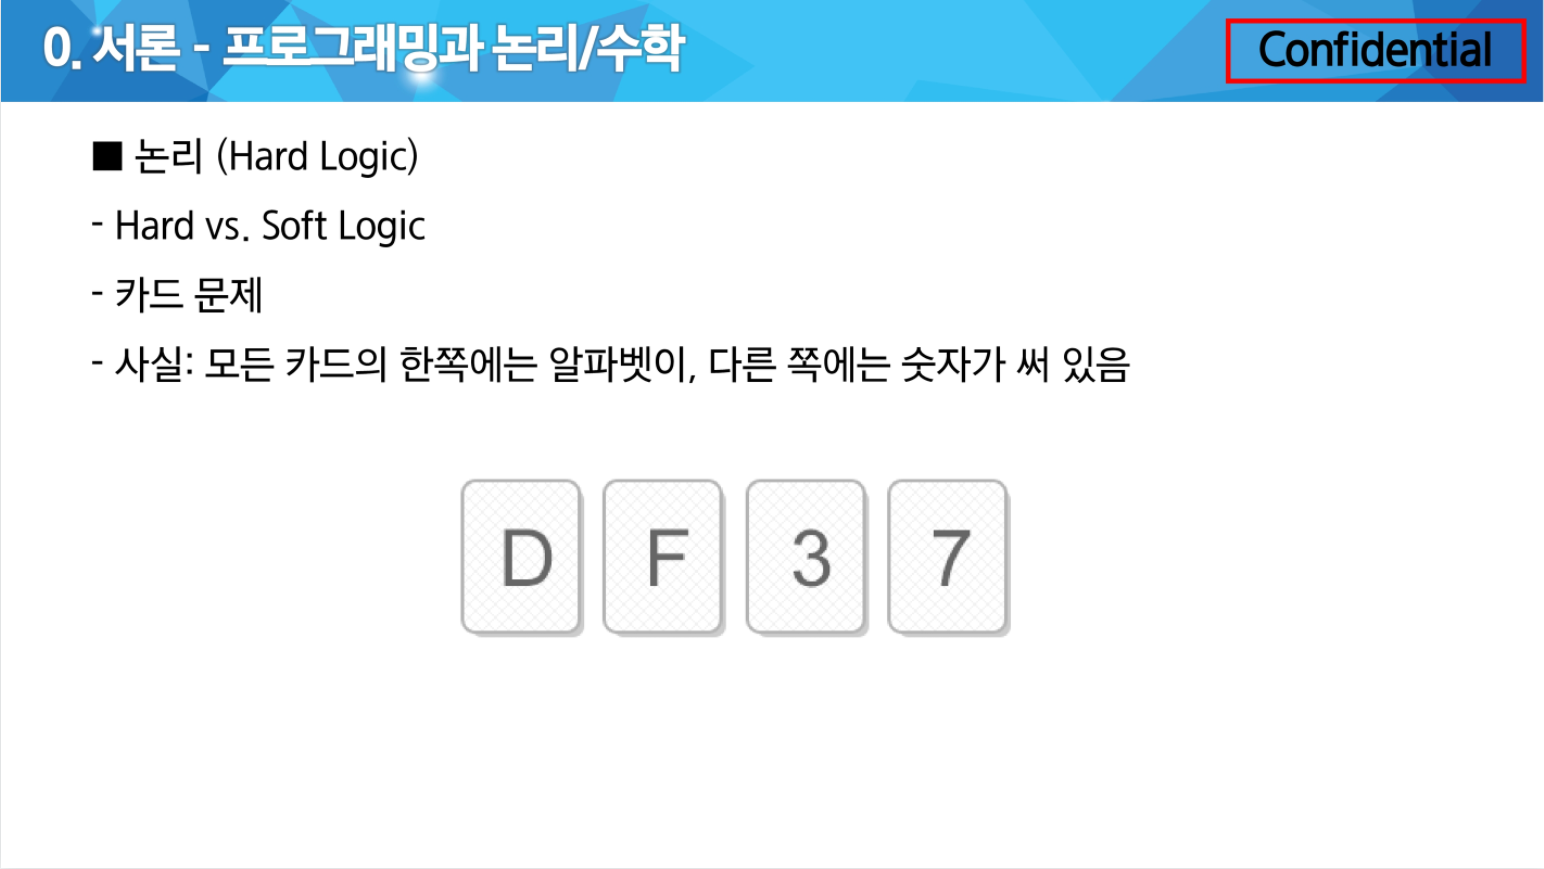 0. 서론 - 프로그래밍과 논리/수학
Confidential
■ 논리 (Hard Logic)
- Hard vs. Soft Logic
- 카드 문제
- 사실: 모든 카드의 한쪽에는 알파벳이, 다른 쪽에는 숫자가 써 있음
D F 3 7